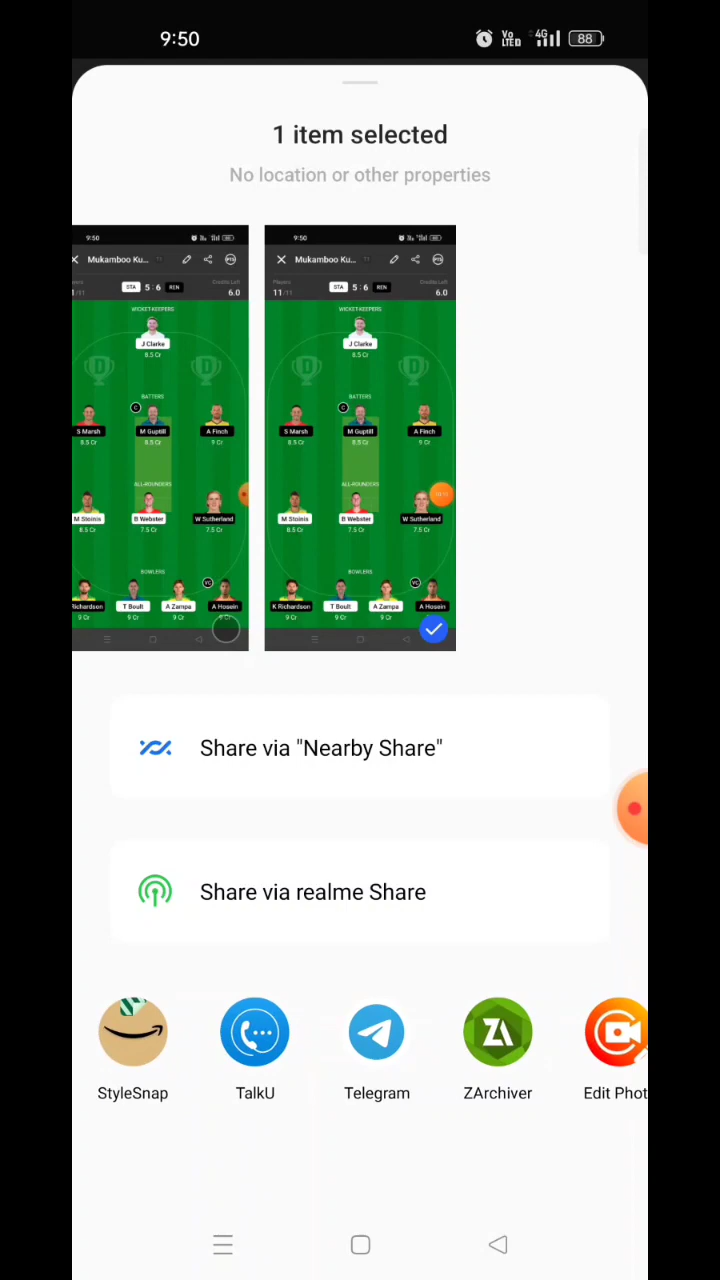 9:50
Vo LTE 4G 88
1 item selected
No location or other properties
9:50
Mukamboo Ku...
STA 5 : 6 REN
Credits Left
6.0
WICKET-KEEPERS
J Clarke
8.5 Cr
BATTERS
C
S Marsh M Guptill A Finch
8.5 Cr 8.5 Cr 9 Cr
ALL-ROUNDERS
M Stoinis B Webster W Sutherland
8.5 Cr 7.5 Cr 7.5 Cr
BOWLERS
VC
Richardson T Boult A Zampa A Hosein
9 Cr 9 Cr 9 Cr 9 Cr
9:50
Mukamboo Ku...
PTS
Players Credits Left
11/11 STA 5 : 6 REN 6.0
WICKET-KEEPERS
J Clarke
8.5 Cr
BATTERS
C
S Marsh M Guptill A Finch
8.5 Cr 8.5 Cr 9 Cr
ALL-ROUNDERS
M Stoinis B Webster W Sutherland
8.5 Cr 7.5 Cr 7.5 Cr
BOWLERS
VC
K Richardson T Boult A Zampa A Hosein
9 Cr 9 Cr 9 Cr 9 Cr
Share via "Nearby Share"
Share via realme Share
StyleSnap TalkU Telegram ZArchiver Edit Phot